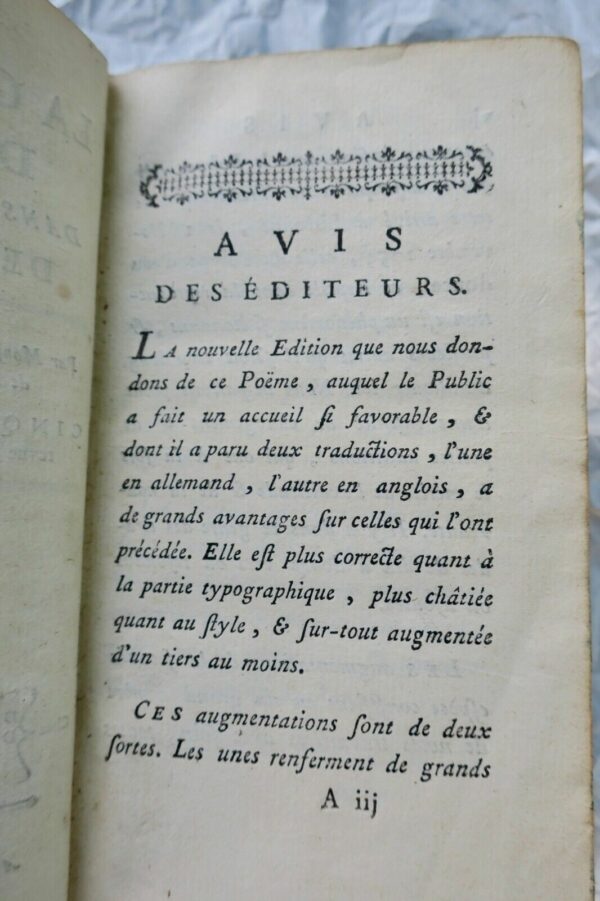 LA
DANS
DE
AVIS
DES ÉDITEURS.
LA nouvelle Edition que nous don-
dons de ce Poëme, auquel le Public
a fait un accueil ſi favorable, &
dont il a paru deux traductions, l'une
en allemand, l'autre en anglois, a
de grands avantages ſur celles qui l'ont
précédée. Elle eſt plus correcte quant à
la partie typographique, plus châtiée
quant au ſtyle, & ſur-tout augmentée
d'un tiers au moins.
CES augmentations ſont de deux
ſortes. Les unes renferment de grands
A iij